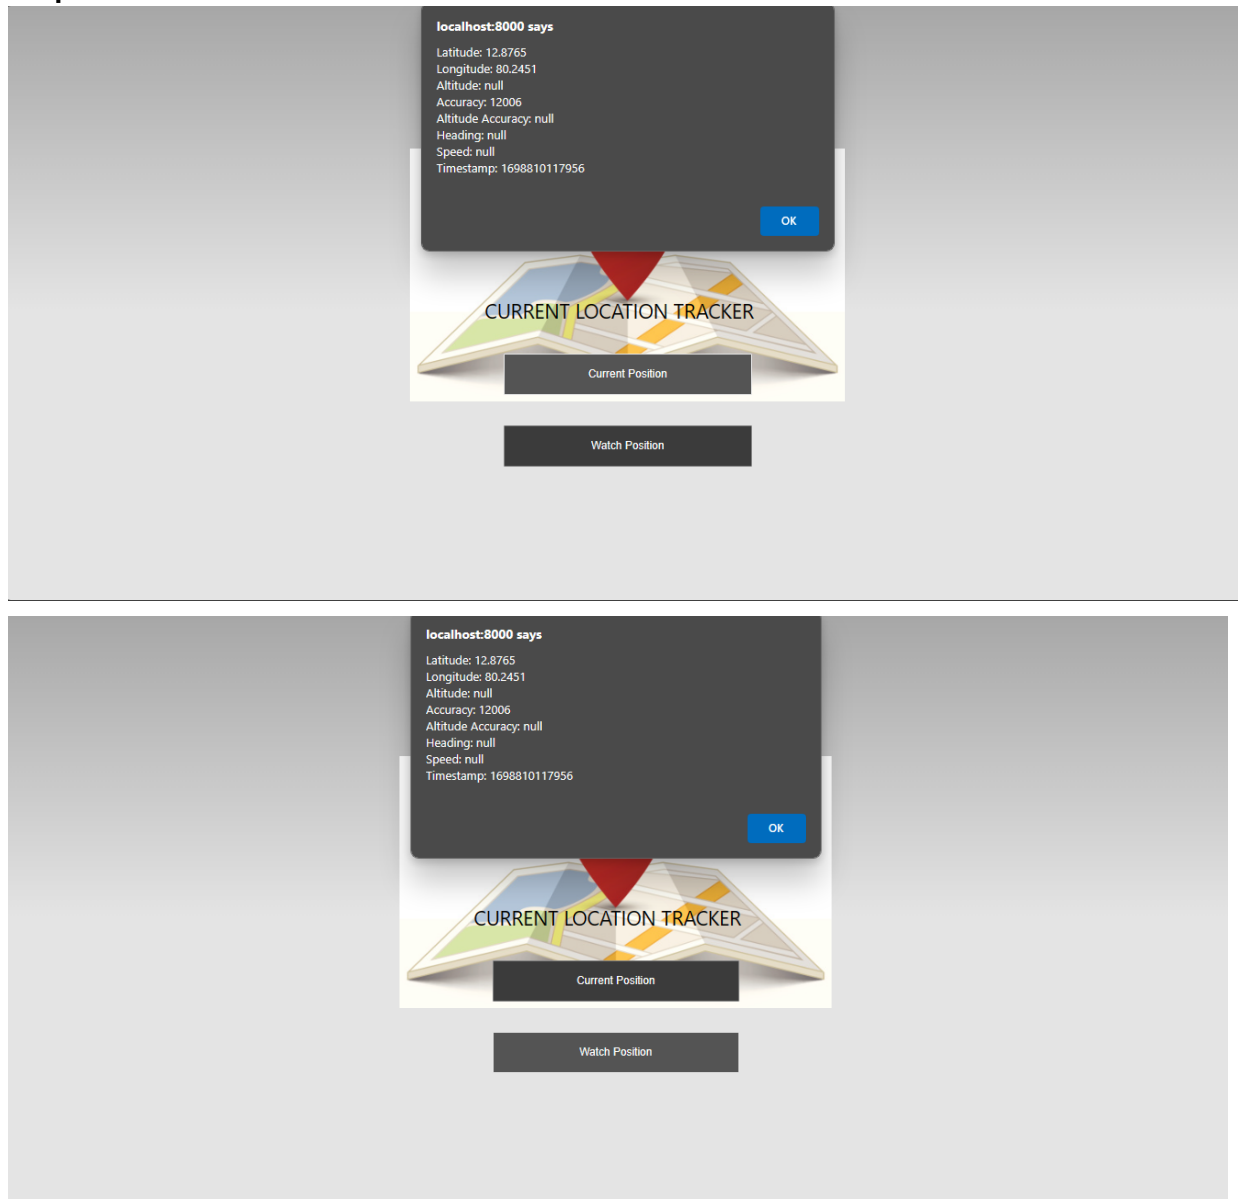 localhost:8000 says
Latitude: 12.8765
Longitude: 80.2451
Altitude: null
Accuracy: 12006
Altitude Accuracy: null
Heading: null
Speed: null
Timestamp: 1698810117956
OK
CURRENT LOCATION TRACKER
Current Position
Watch Position
localhost:8000 says
Latitude: 12.8765
Longitude: 80.2451
Altitude: null
Accuracy: 12006
Altitude Accuracy: null
Heading: null
Speed: null
Timestamp: 1698810117956
OK
CURRENT LOCATION TRACKER
Current Position
Watch Position